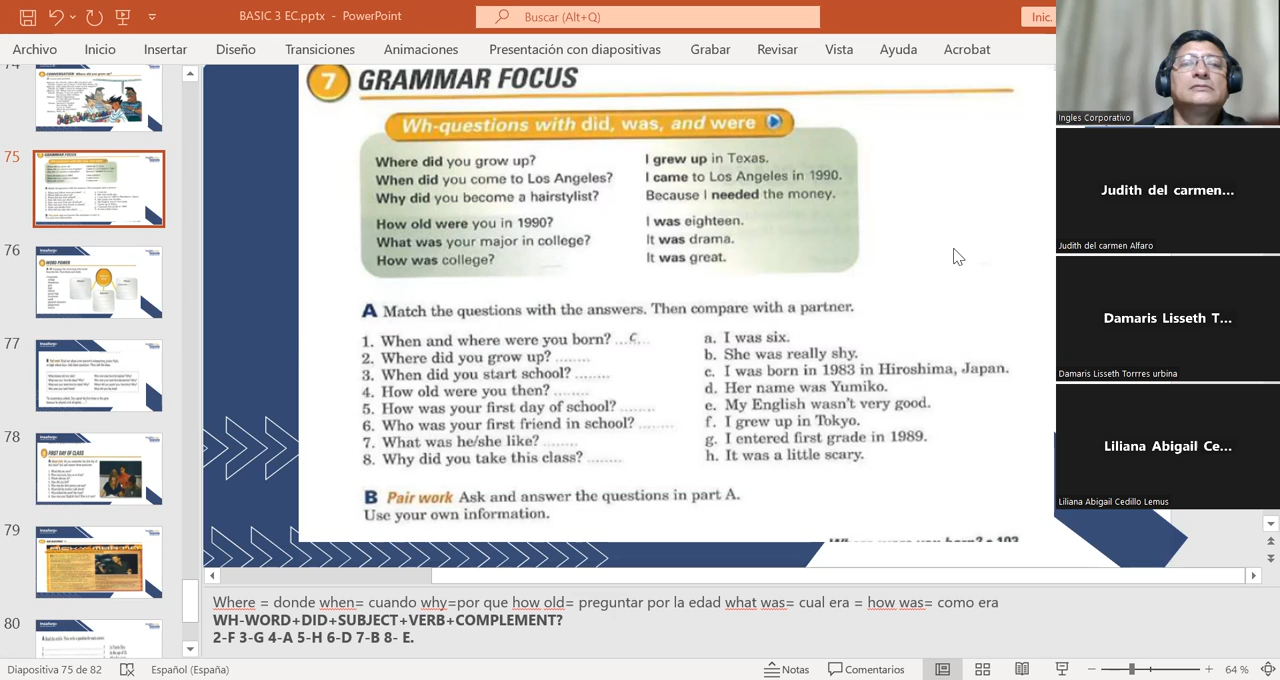 BASIC 3 EC.pptx - PowerPoint
Buscar (Alt+Q)
Inic.
Archivo Inicio Insertar Diseño Transiciones Animaciones Presentación con diapositivas Grabar Revisar Vista Ayuda Acrobat
74
75
76
77
78
79
80
7 GRAMMAR FOCUS
Wh-questions with did, was, and were
Where did you grow up? I grew up in Texas.
When did you come to Los Angeles? I came to Los Angeles in 1990.
Why did you become a hairstylist? Because I needed the money.
How old were you in 1990? I was eighteen.
What was your major in college? It was drama.
How was college? It was great.
A Match the questions with the answers. Then compare with a partner.
1. When and where were you born? ...c...
2. Where did you grow up? ........
3. When did you start school? ........
4. How old were you then? ........
5. How was your first day of school? ........
6. Who was your first friend in school? ........
7. What was he/she like? ........
8. Why did you take this class? ........
a. I was six.
b. She was really shy.
c. I was born in 1983 in Hiroshima, Japan.
d. Her name was Yumiko.
e. My English wasn't very good.
f. I grew up in Tokyo.
g. I entered first grade in 1989.
h. It was a little scary.
B Pair work Ask and answer the questions in part A.
Use your own information.
Where = donde when= cuando why=por que how old= preguntar por la edad what was= cual era = how was= como era
WH-WORD+DID+SUBJECT+VERB+COMPLEMENT?
2-F 3-G 4-A 5-H 6-D 7-B 8- E.
Diapositiva 75 de 82 Español (España) Notas Comentarios 64 %
Ingles Corporativo
Judith del carmen...
Judith del carmen Alfaro
Damaris Lisseth T...
Damaris Lisseth Torrres urbina
Liliana Abigail Ce...
Liliana Abigail Cedillo Lemus